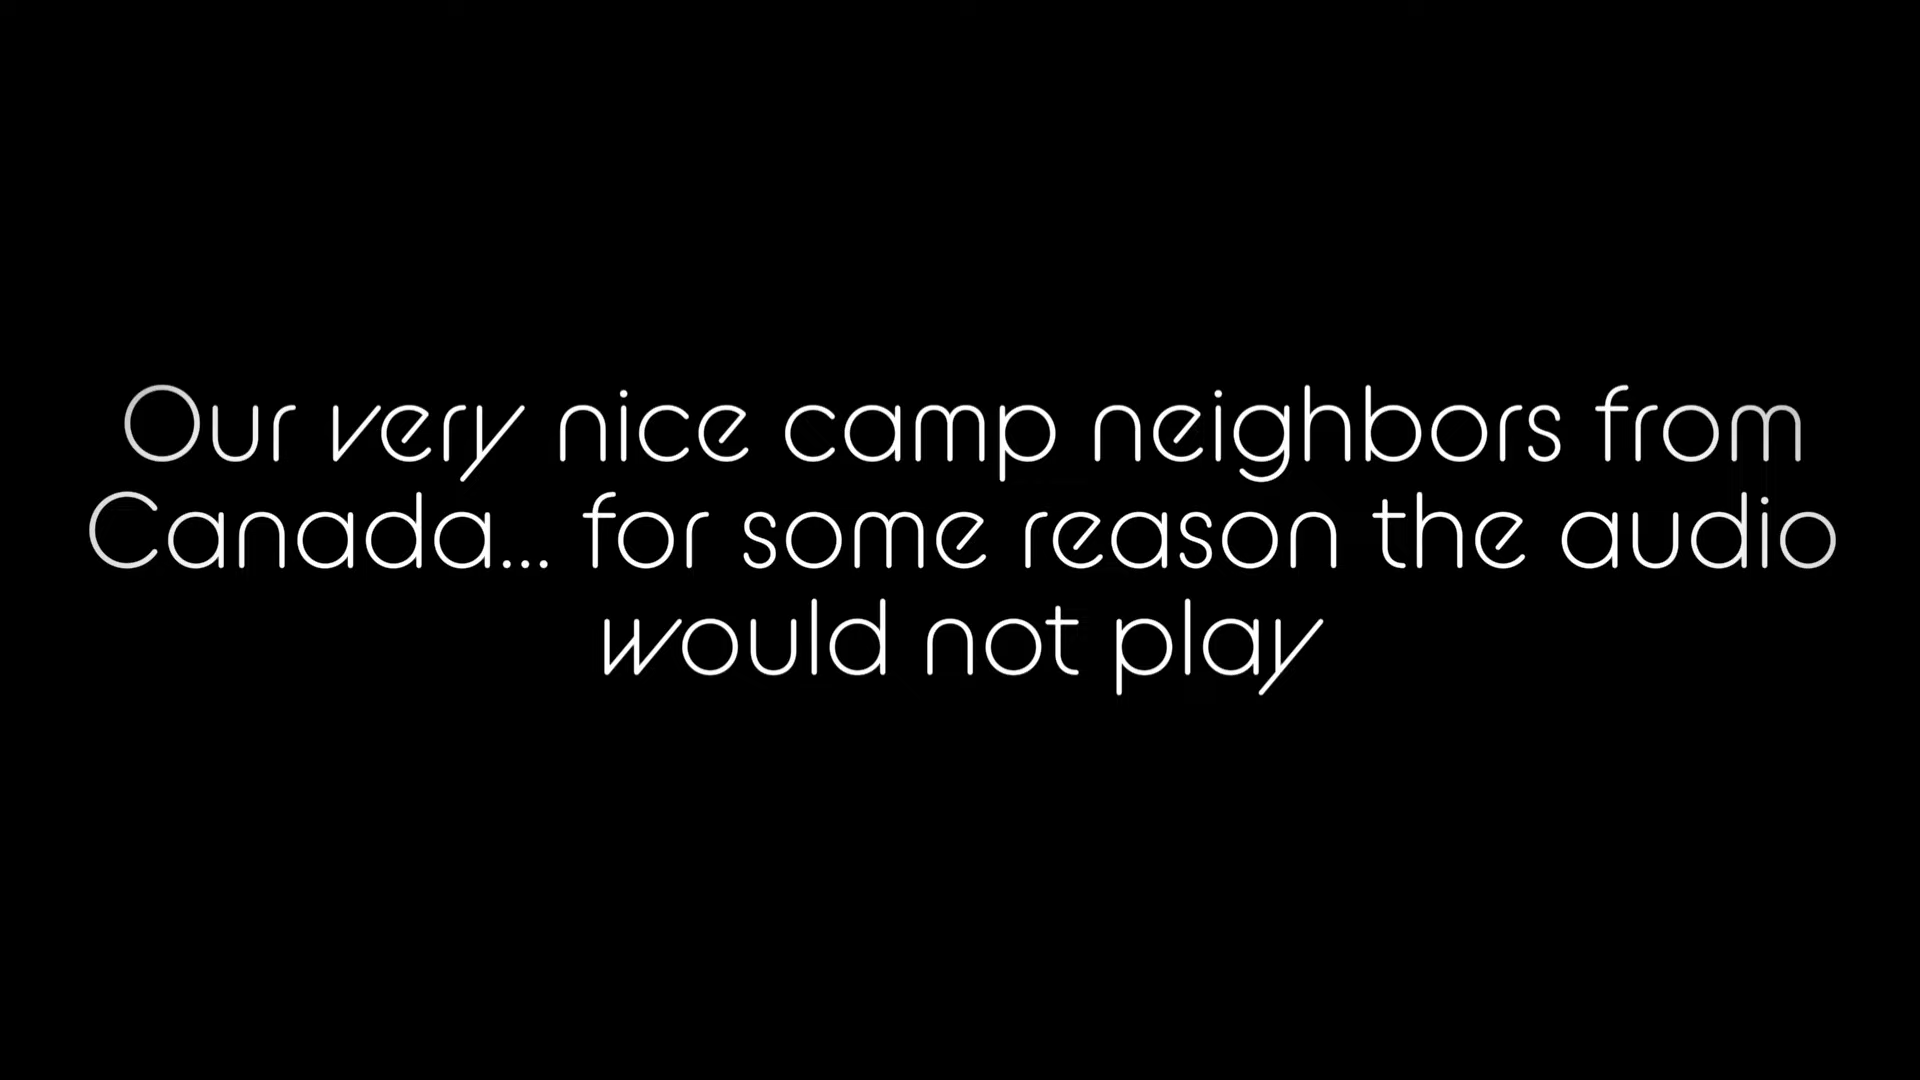 Our very nice camp neighbors from
Canada... for some reason the audio
would not play